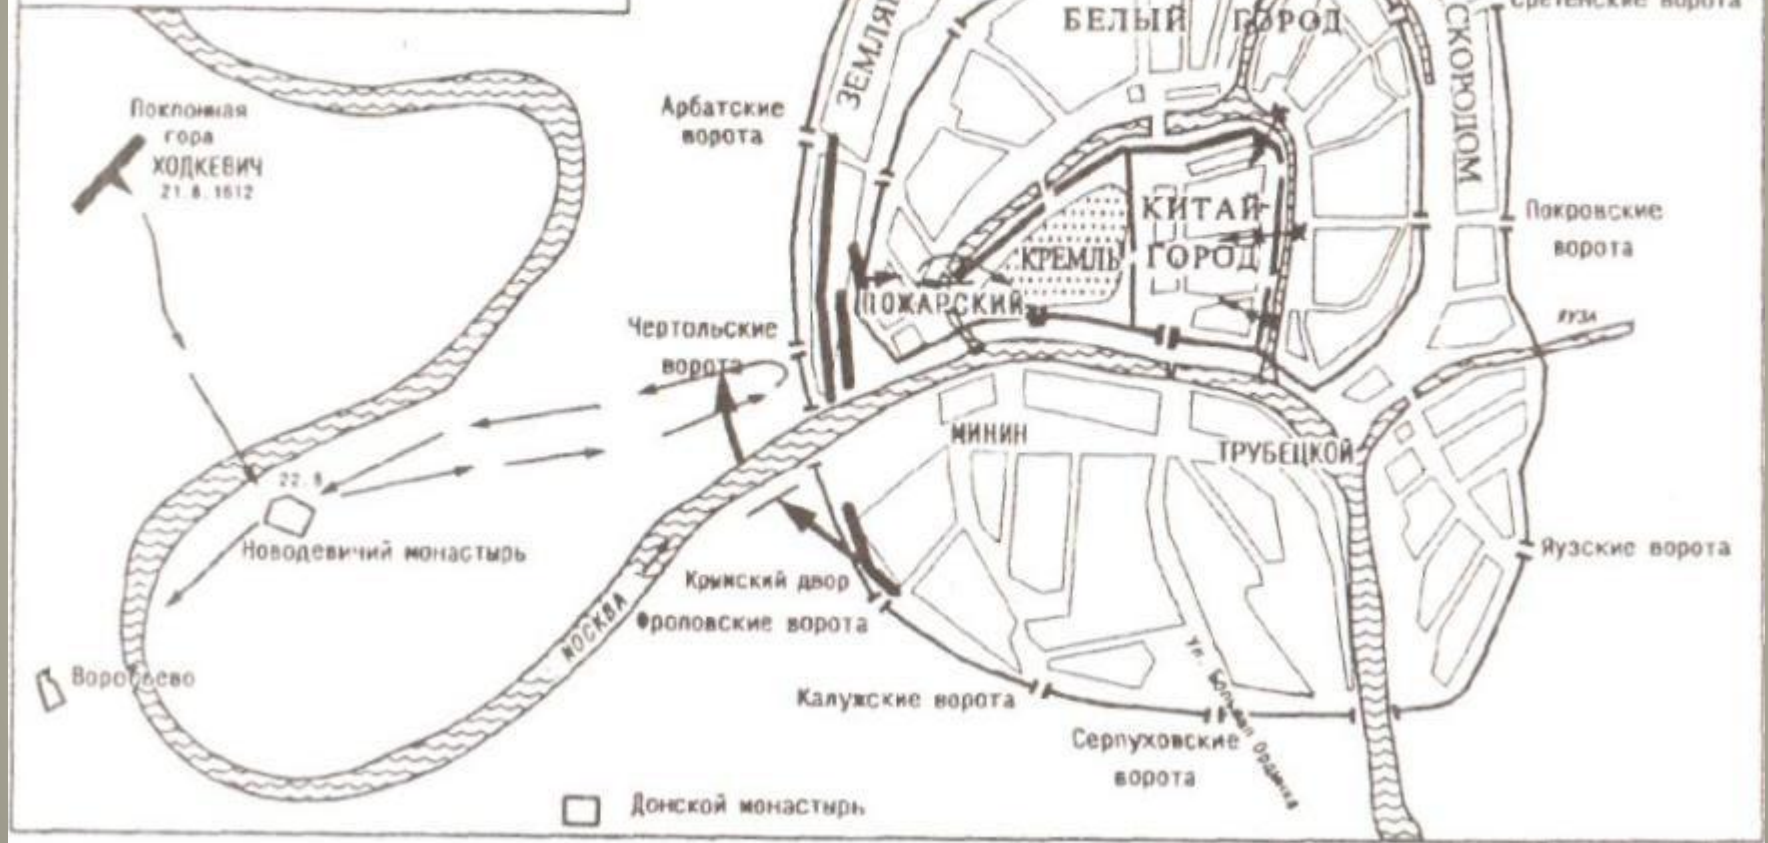 БЕЛЫЙ ГОРОД
Сретенские ворота
СКОРОДОМ
Арбатские
ворота
Поклонная
гора
ХОДКЕВИЧ
21.8.1612
КИТАЙ-
ГОРОД
КРЕМЛЬ
Покровские
ворота
ПОЖАРСКИЙ
ЯУЗА
Чертольские
ворота
МИНИН
ТРУБЕЦКОЙ
22.8
Новодевичий монастырь
Яузские ворота
Крымский двор
Фроловские ворота
МОСКВА
Воробьево
Калужские ворота
ул. Большая Ордынка
Серпуховские
ворота
Донской монастырь